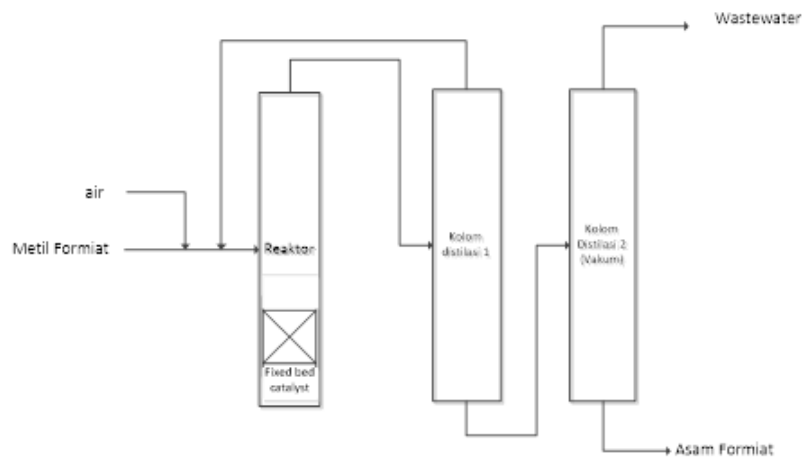 Wastewater
air
Metil Formiat
Reaktor
Kolom
distilasi 1
Kolom
Distilasi 2
(Vakum)
Fixed bed
catalyst
Asam Formiat